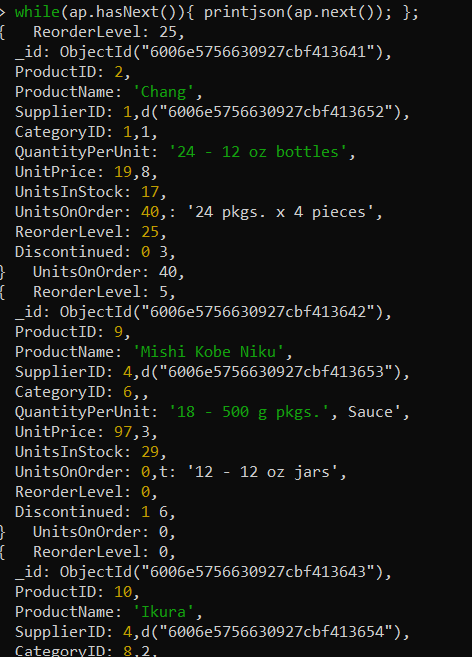 > while(ap.hasNext()){ printjson(ap.next()); };
{   ReorderLevel: 25,
  _id: ObjectId("6006e5756630927cbf413641"),
  ProductID: 2,
  ProductName: 'Chang',
  SupplierID: 1,d("6006e5756630927cbf413652"),
  CategoryID: 1,1,
  QuantityPerUnit: '24 - 12 oz bottles',
  UnitPrice: 19,8,
  UnitsInStock: 17,
  UnitsOnOrder: 40,: '24 pkgs. x 4 pieces',
  ReorderLevel: 25,
  Discontinued: 0 3,
}   UnitsOnOrder: 40,
{   ReorderLevel: 5,
  _id: ObjectId("6006e5756630927cbf413642"),
  ProductID: 9,
  ProductName: 'Mishi Kobe Niku',
  SupplierID: 4,d("6006e5756630927cbf413653"),
  CategoryID: 6,,
  QuantityPerUnit: '18 - 500 g pkgs.', Sauce',
  UnitPrice: 97,3,
  UnitsInStock: 29,
  UnitsOnOrder: 0,t: '12 - 12 oz jars',
  ReorderLevel: 0,
  Discontinued: 1 6,
}   UnitsOnOrder: 0,
{   ReorderLevel: 0,
  _id: ObjectId("6006e5756630927cbf413643"),
  ProductID: 10,
  ProductName: 'Ikura',
  SupplierID: 4,d("6006e5756630927cbf413654"),
  CategoryID: 8,2,